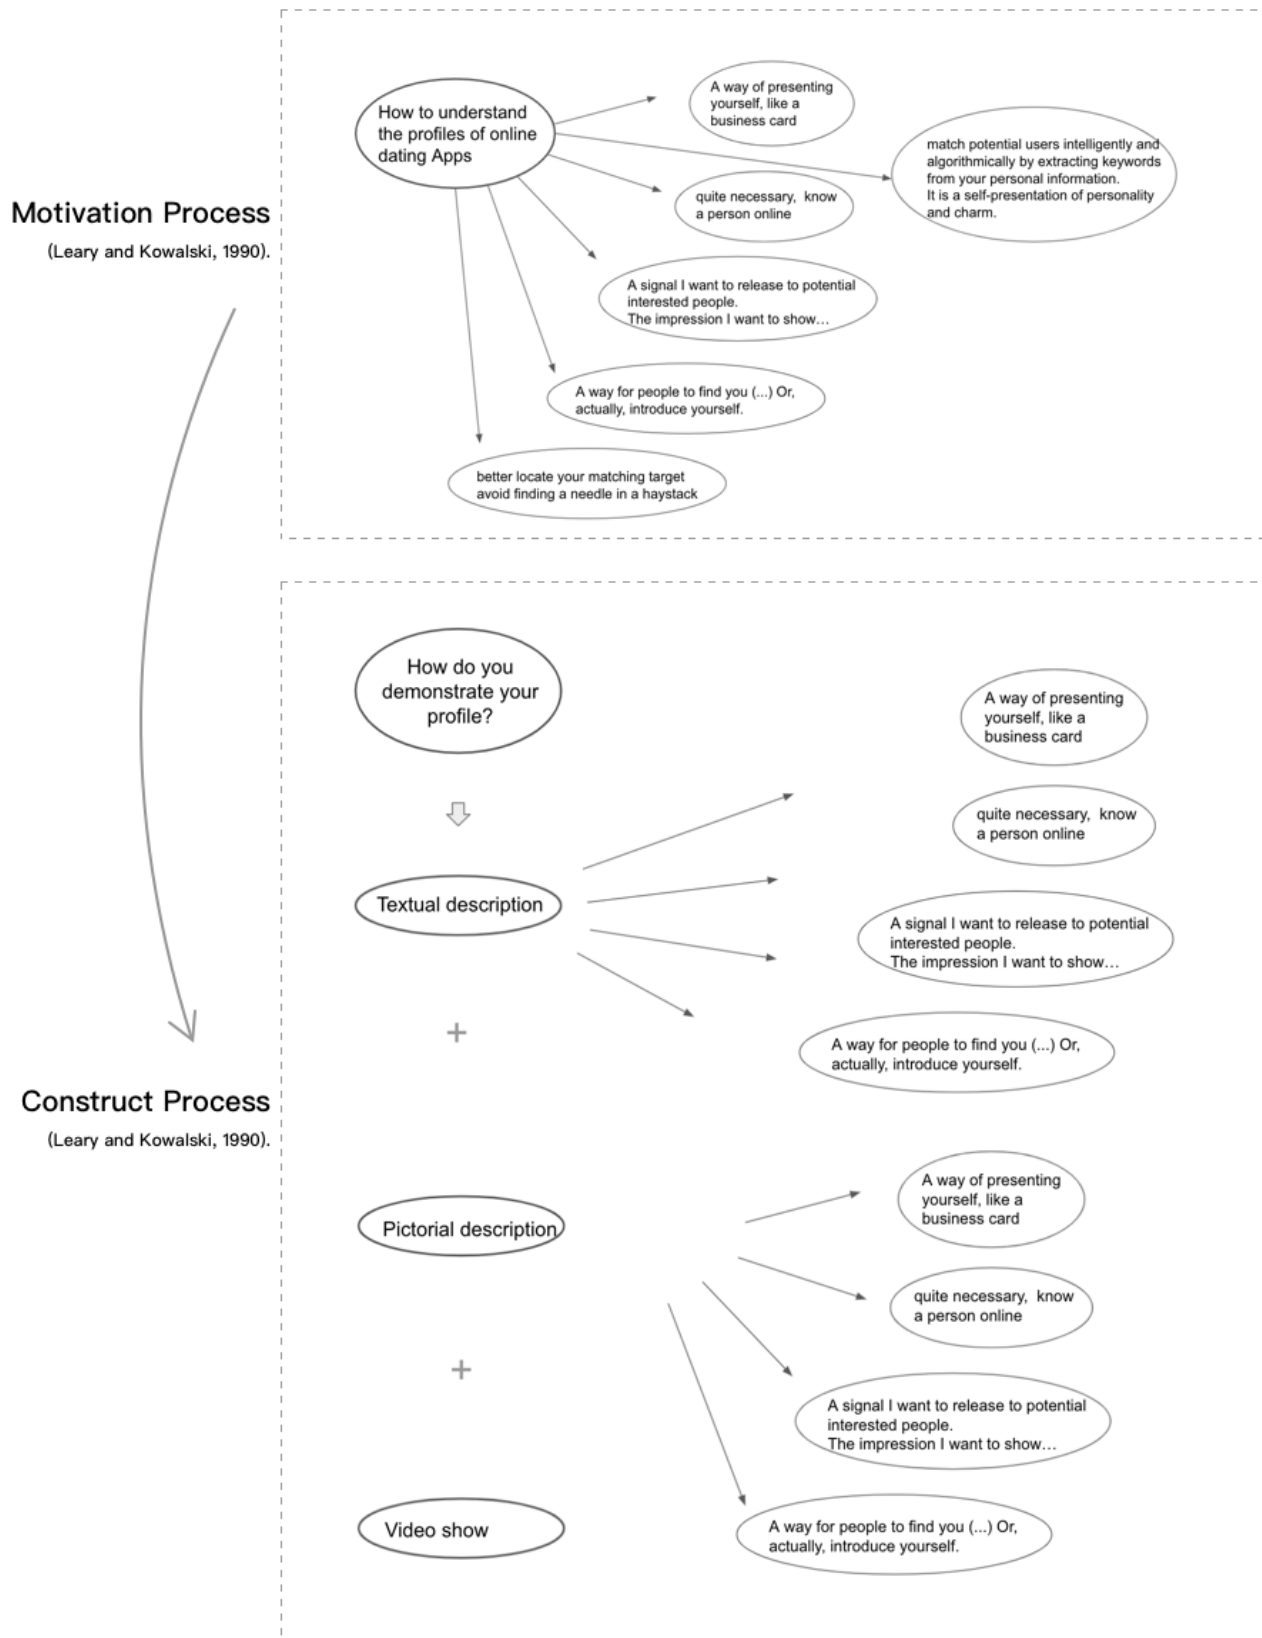 How to understand
the profiles of online
dating Apps
A way of presenting
yourself, like a
business card
match potential users intelligently and
algorithmically by extracting keywords
from your personal information.
It is a self-presentation of personality
and charm.
quite necessary,  know
a person online
Motivation Process
(Leary and Kowalski, 1990).
A signal I want to release to potential
interested people.
The impression I want to show...
A way for people to find you (...) Or,
actually, introduce yourself.
better locate your matching target
avoid finding a needle in a haystack
How do you
demonstrate your
profile?
A way of presenting
yourself, like a
business card
quite necessary,  know
a person online
Textual description
A signal I want to release to potential
interested people.
The impression I want to show...
+
A way for people to find you (...) Or,
actually, introduce yourself.
Construct Process
(Leary and Kowalski, 1990).
A way of presenting
yourself, like a
business card
Pictorial description
quite necessary,  know
a person online
+
A signal I want to release to potential
interested people.
The impression I want to show...
Video show
A way for people to find you (...) Or,
actually, introduce yourself.